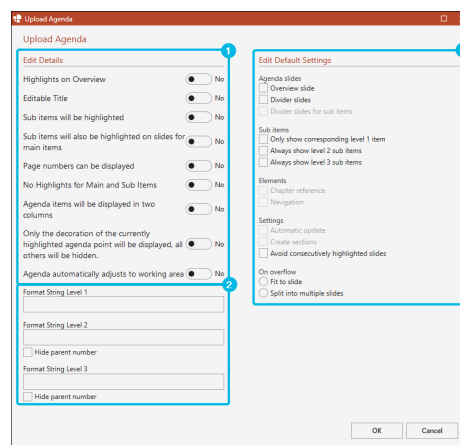 Upload Agenda
Upload Agenda
1
Edit Details
Highlights on Overview No
Editable Title No
Sub items will be highlighted No
Sub items will also be highlighted on slides for
main items No
Page numbers can be displayed No
No Highlights for Main and Sub Items No
Agenda items will be displayed in two
columns No
Only the decoration of the currently
highlighted agenda point will be displayed, all No
others will be hidden.
Agenda automatically adjusts to working area No
2
Format String Level 1
Format String Level 2
Hide parent number
Format String Level 3
Hide parent number
Edit Default Settings
Agenda slides
Overview slide
Divider slides
Divider slides for sub items
Sub items
Only show corresponding level 1 item
Always show level 2 sub items
Always show level 3 sub items
Elements
Chapter reference
Navigation
Settings
Automatic update
Create sections
Avoid consecutively highlighted slides
On overflow
Fit to slide
Split into multiple slides
OK Cancel